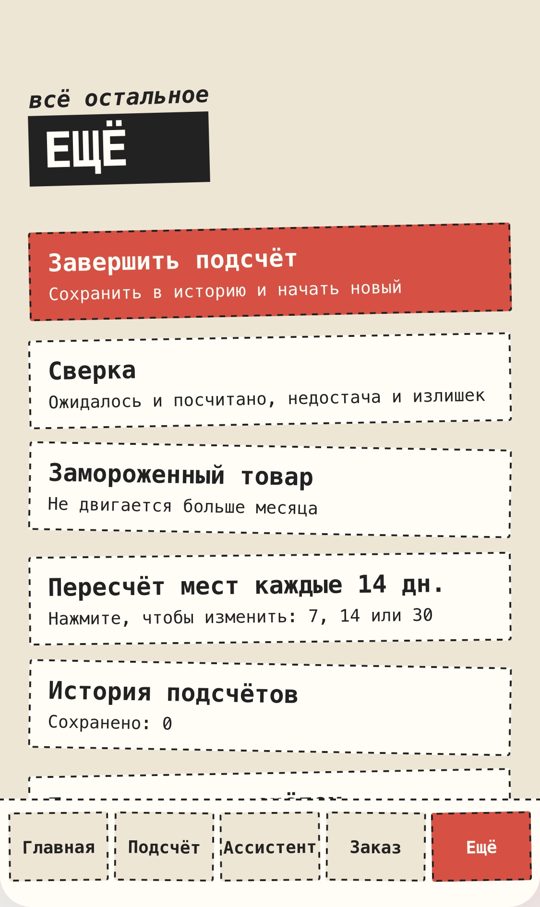 всё остальное
ЕЩЁ
Завершить подсчёт
Сохранить в историю и начать новый
Сверка
Ожидалось и посчитано, недостача и излишек
Замороженный товар
Не двигается больше месяца
Пересчёт мест каждые 14 дн.
Нажмите, чтобы изменить: 7, 14 или 30
История подсчётов
Сохранено: 0
Главная
Подсчёт
Ассистент
Заказ
Ещё